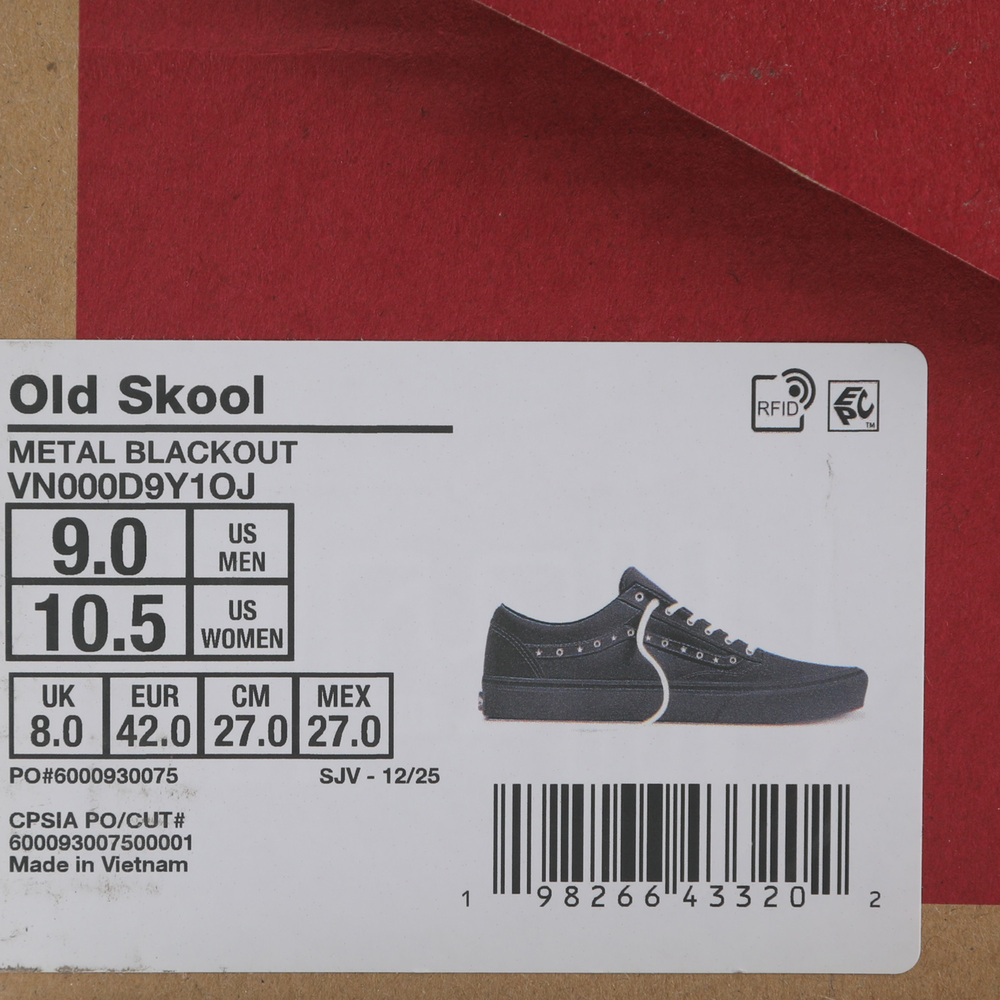 Old Skool
RFID
EPC
TM
METAL BLACKOUT
VN000D9Y1OJ
9.0 US MEN
10.5 US WOMEN
UK EUR CM MEX
8.0 42.0 27.0 27.0
PO#6000930075 SJV - 12/25
CPSIA PO/CUT#
600093007500001
Made in Vietnam
1 98266 43320 2